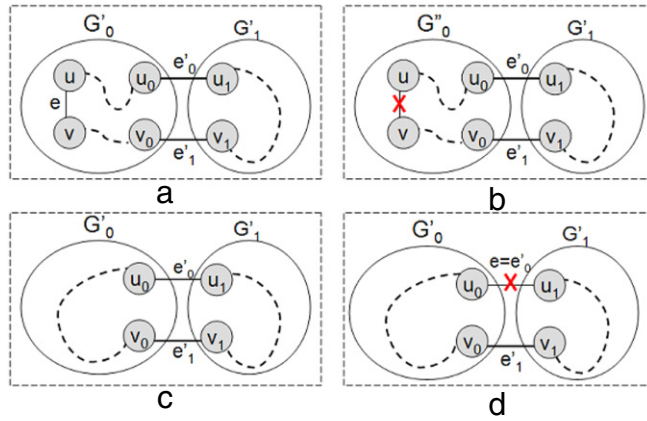 G'₀ G'₁
e'₀
u u₀ u₁
e
v v₀ v₁
e'₁
a
G''₀ G'₁
e'₀
u u₀ u₁
v v₀ v₁
e'₁
b
G'₀ G'₁
e'₀
u₀ u₁
v₀ v₁
e'₁
c
G'₀ G'₁
e=e'₀
u₀ u₁
v₀ v₁
e'₁
d